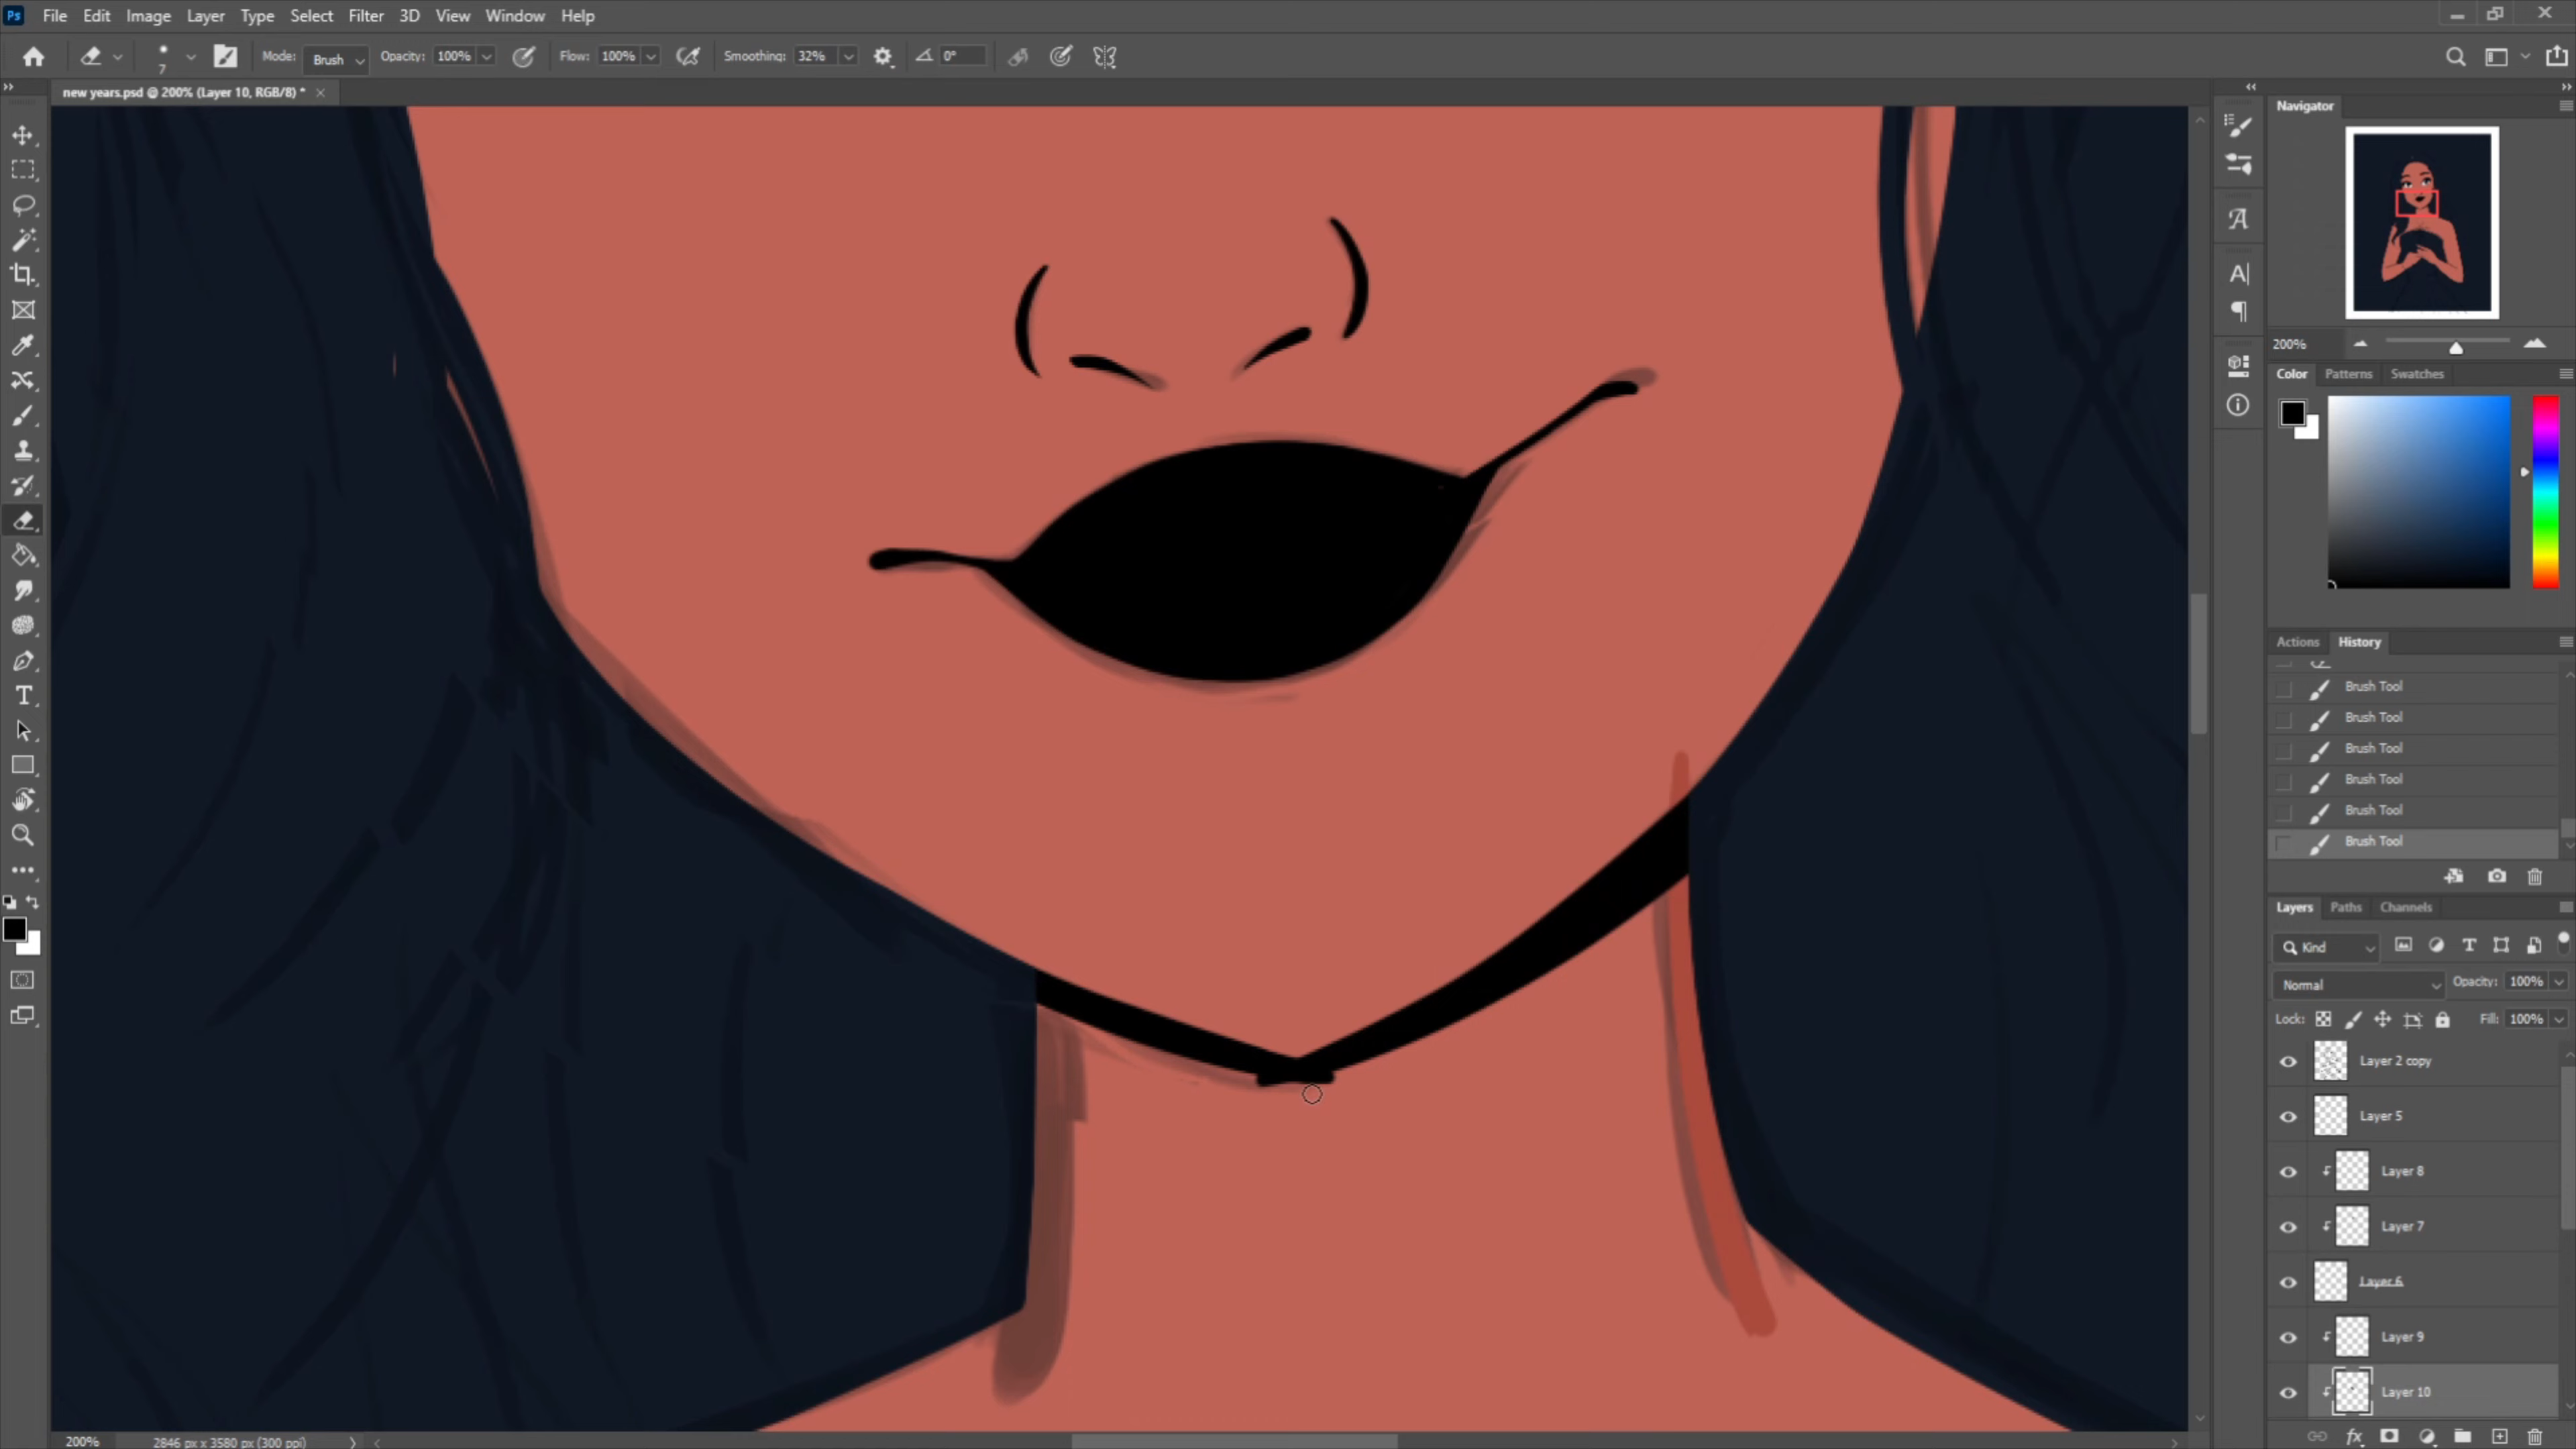 Ps File Edit Image Layer Type Select Filter 3D View Window Help
7 Mode: Brush Opacity: 100% Flow: 100% Smoothing: 32% 0°
new years.psd @ 200% (Layer 10, RGB/8) *
Navigator
200%
Color Patterns Swatches
Actions History
Brush Tool
Brush Tool
Brush Tool
Brush Tool
Brush Tool
Brush Tool
Layers Paths Channels
Kind
Normal Opacity: 100%
Lock: Fill: 100%
Layer 2 copy
Layer 5
Layer 8
Layer 7
Layer 6
Layer 9
Layer 10
200% 2846 px x 3580 px (300 ppi)